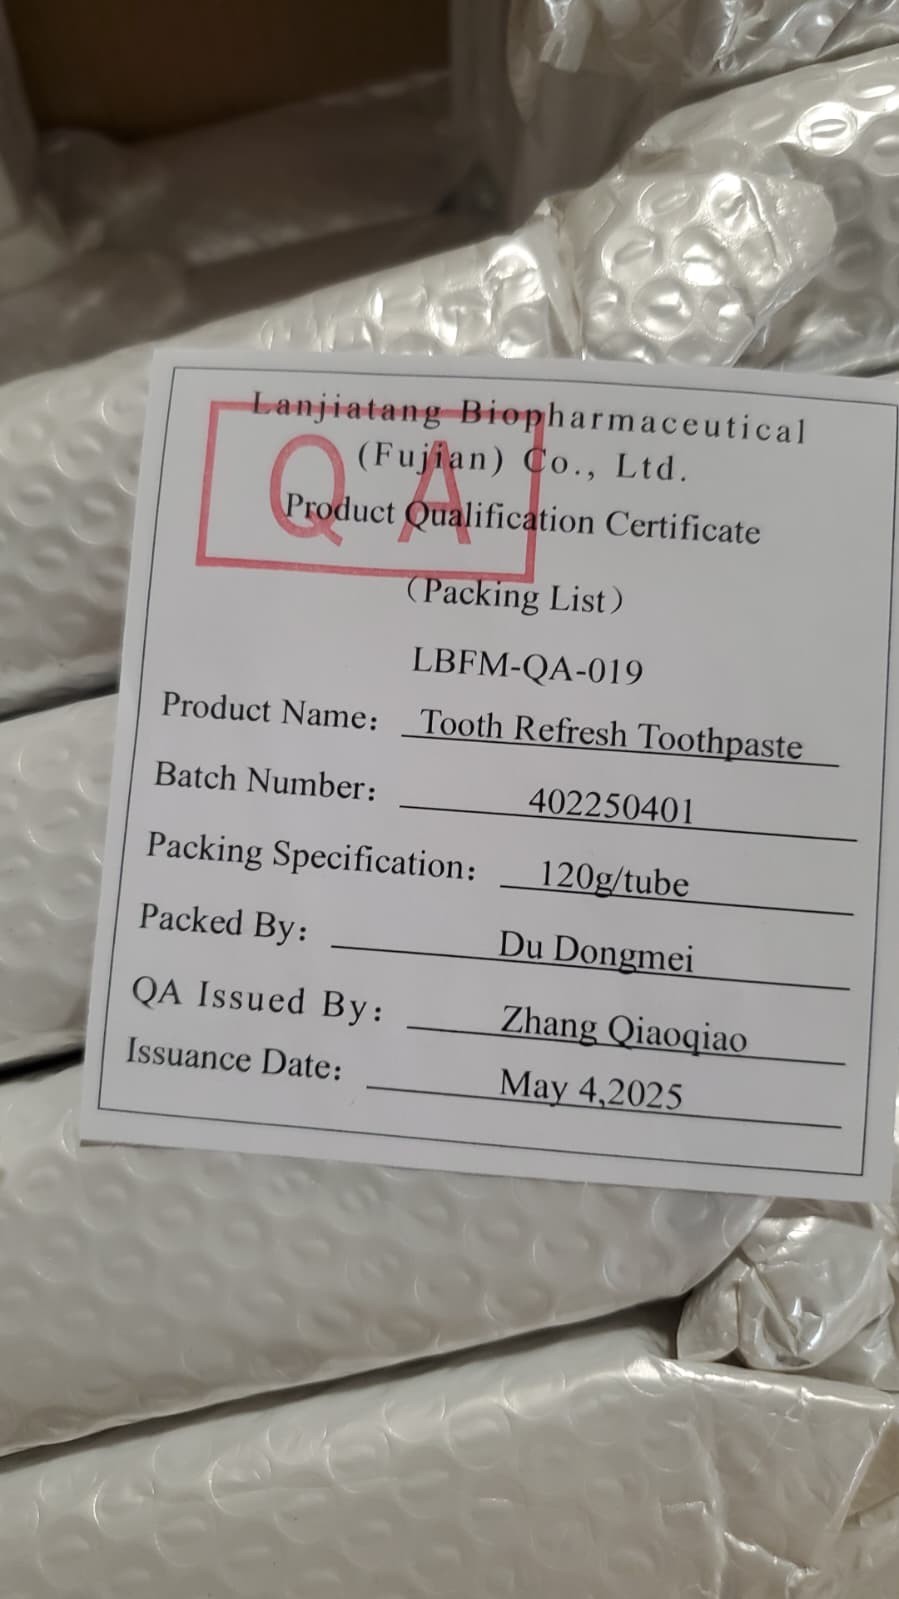 Lanjiatang Biopharmaceutical
(Fujian) Co., Ltd.
QA
Product Qualification Certificate
（Packing List）
LBFM-QA-019
Product Name： Tooth Refresh Toothpaste
Batch Number： 402250401
Packing Specification： 120g/tube
Packed By： Du Dongmei
QA Issued By： Zhang Qiaoqiao
Issuance Date： May 4,2025